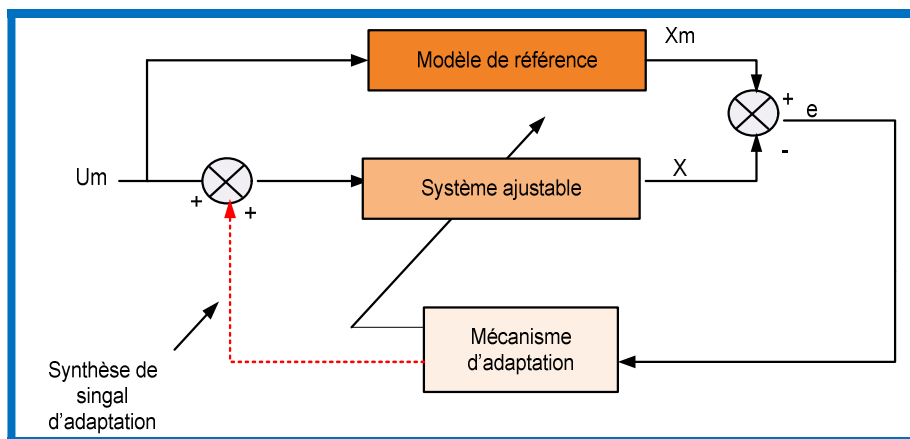 Modèle de référence
Xm
+
e
-
Um
+
+
Système ajustable
X
Mécanisme
d'adaptation
Synthèse de
singal
d'adaptation